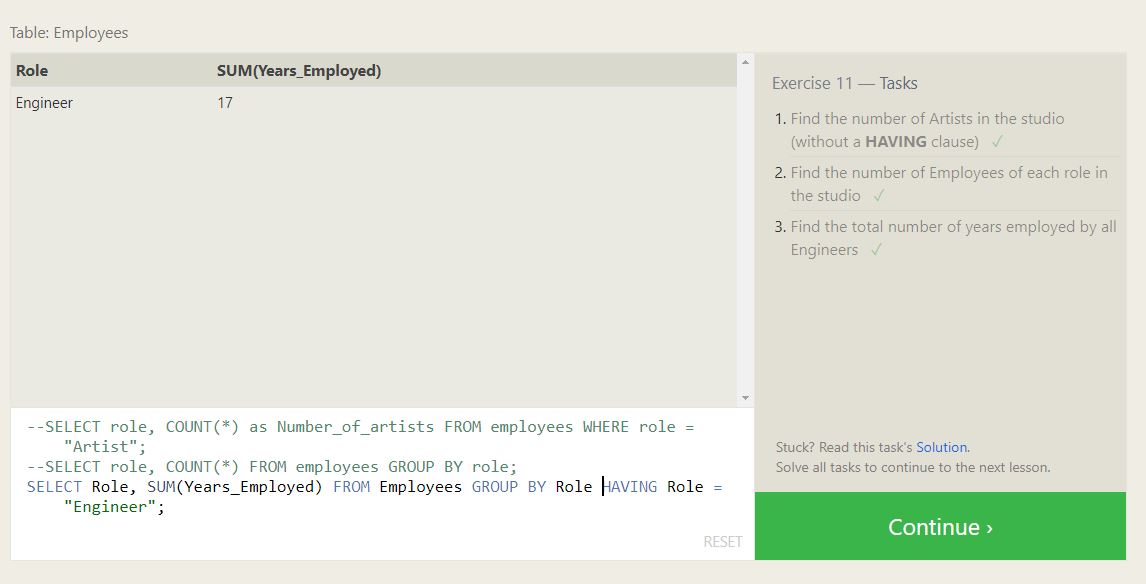 Table: Employees
Role SUM(Years_Employed)
Engineer 17
Exercise 11 — Tasks
1. Find the number of Artists in the studio
(without a HAVING clause) ✓
2. Find the number of Employees of each role in
the studio ✓
3. Find the total number of years employed by all
Engineers ✓
--SELECT role, COUNT(*) as Number_of_artists FROM employees WHERE role =
"Artist";
--SELECT role, COUNT(*) FROM employees GROUP BY role;
SELECT Role, SUM(Years_Employed) FROM Employees GROUP BY Role HAVING Role =
"Engineer";
RESET
Stuck? Read this task's Solution.
Solve all tasks to continue to the next lesson.
Continue ›